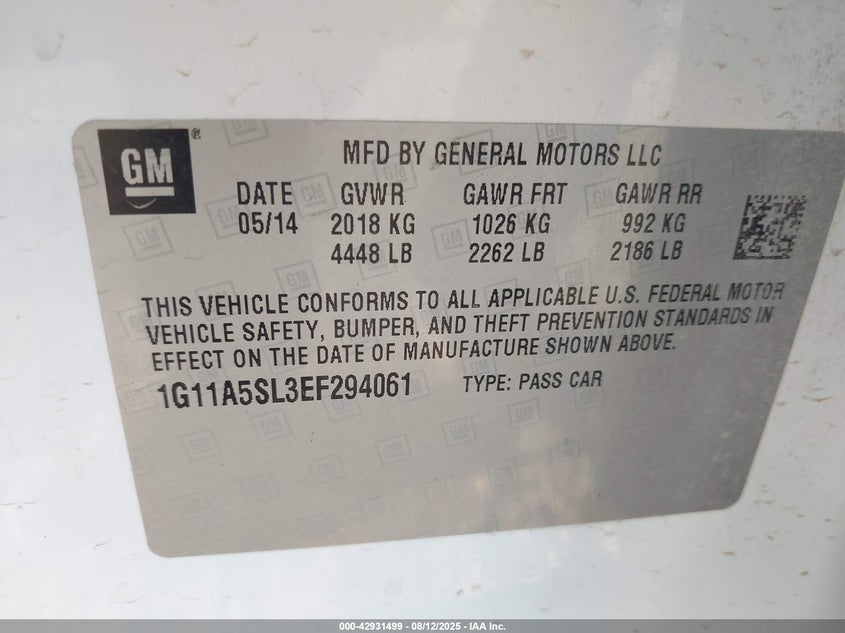 GM ®
MFD BY GENERAL MOTORS LLC
DATE GVWR GAWR FRT GAWR RR
05/14 2018 KG 1026 KG 992 KG
4448 LB 2262 LB 2186 LB
THIS VEHICLE CONFORMS TO ALL APPLICABLE U.S. FEDERAL MOTOR
VEHICLE SAFETY, BUMPER, AND THEFT PREVENTION STANDARDS IN
EFFECT ON THE DATE OF MANUFACTURE SHOWN ABOVE.
1G11A5SL3EF294061 TYPE: PASS CAR
000-42931499 - 08/12/2025 - IAA Inc.